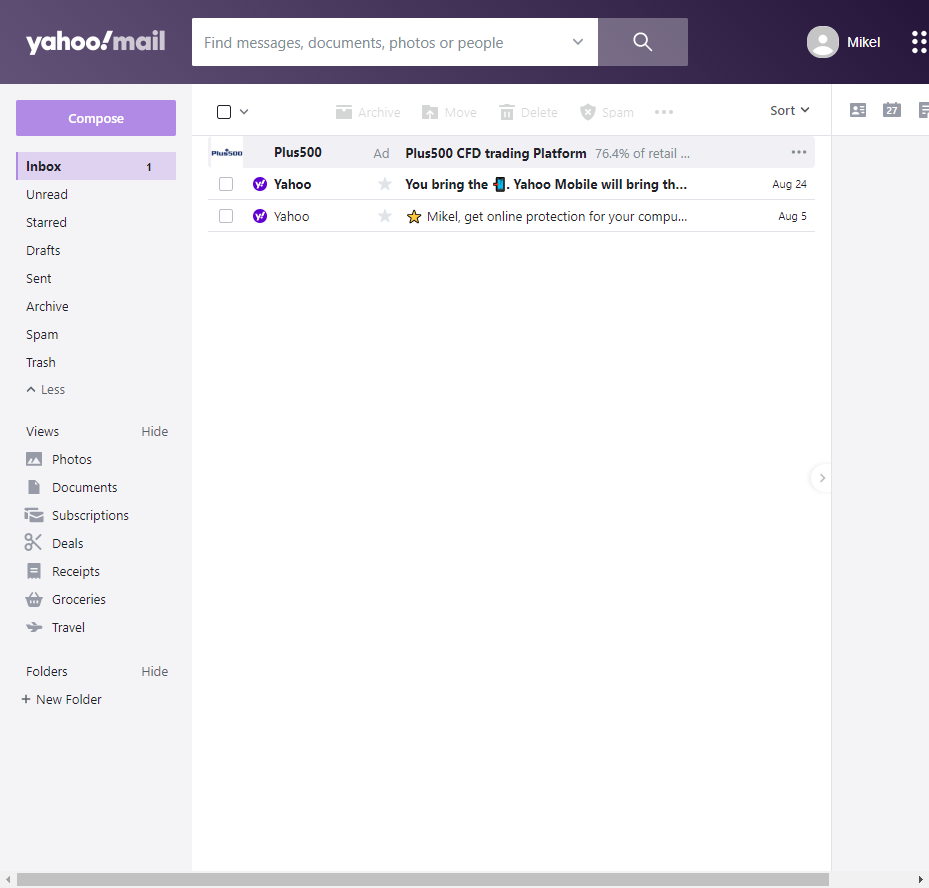 yahoo!mail
Find messages, documents, photos or people
Mikel
Compose
Archive Move Delete Spam
Sort
27
Inbox 1
Unread
Starred
Drafts
Sent
Archive
Spam
Trash
Less
Views Hide
Photos
Documents
Subscriptions
Deals
Receipts
Groceries
Travel
Folders Hide
+ New Folder
Plus500 Plus500 Ad Plus500 CFD trading Platform 76.4% of retail ...
y! Yahoo You bring the 📲. Yahoo Mobile will bring th... Aug 24
y! Yahoo ⭐ Mikel, get online protection for your compu... Aug 5